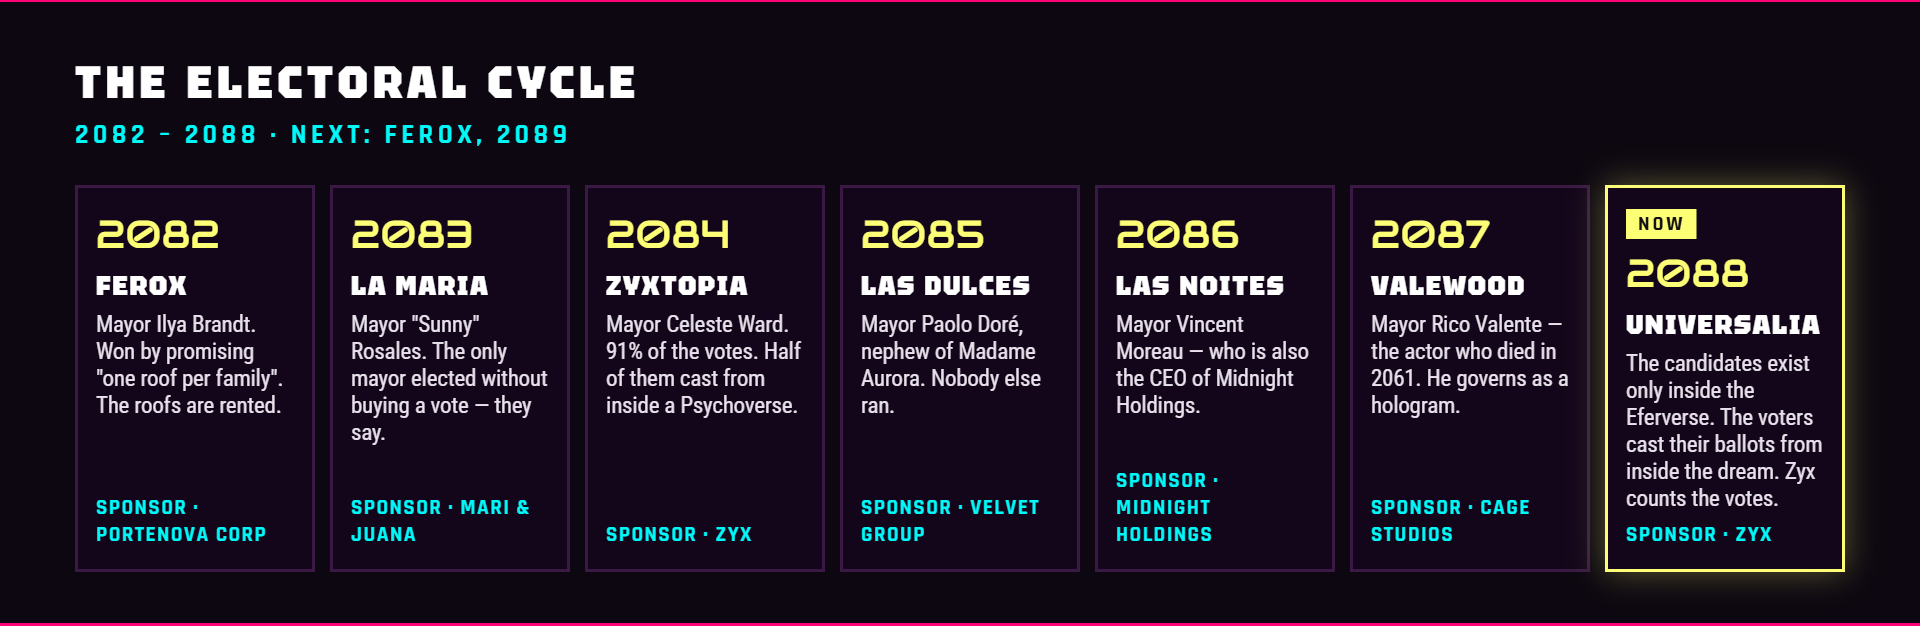 THE ELECTORAL CYCLE
2082 - 2088 · NEXT: FEROX, 2089
2082
FEROX
Mayor Ilya Brandt.
Won by promising
"one roof per family".
The roofs are rented.
SPONSOR ·
PORTENOVA CORP
2083
LA MARIA
Mayor "Sunny"
Rosales. The only
mayor elected without
buying a vote — they
say.
SPONSOR · MARI &
JUANA
2084
ZYXTOPIA
Mayor Celeste Ward.
91% of the votes. Half
of them cast from
inside a Psychoverse.
SPONSOR · ZYX
2085
LAS DULCES
Mayor Paolo Doré,
nephew of Madame
Aurora. Nobody else
ran.
SPONSOR · VELVET
GROUP
2086
LAS NOITES
Mayor Vincent
Moreau — who is also
the CEO of Midnight
Holdings.
SPONSOR ·
MIDNIGHT
HOLDINGS
2087
VALEWOOD
Mayor Rico Valente —
the actor who died in
2061. He governs as a
hologram.
SPONSOR · CAGE
STUDIOS
NOW
2088
UNIVERSALIA
The candidates exist
only inside the
Eferverse. The voters
cast their ballots from
inside the dream. Zyx
counts the votes.
SPONSOR · ZYX